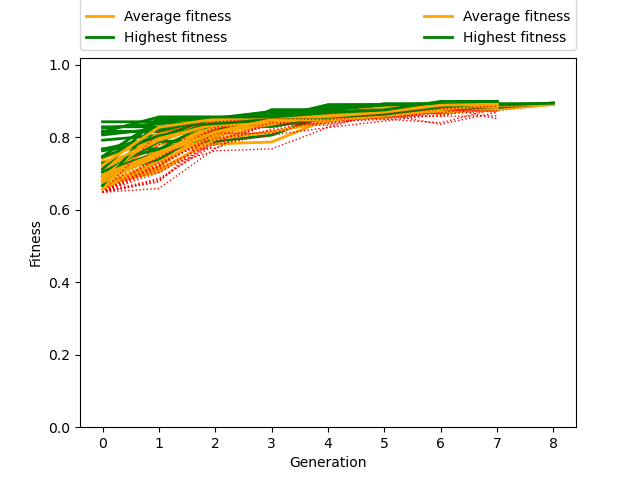 Average fitness Average fitness
Highest fitness Highest fitness
1.0
0.8
0.6
0.4
0.2
0.0
Fitness
0 1 2 3 4 5 6 7 8
Generation